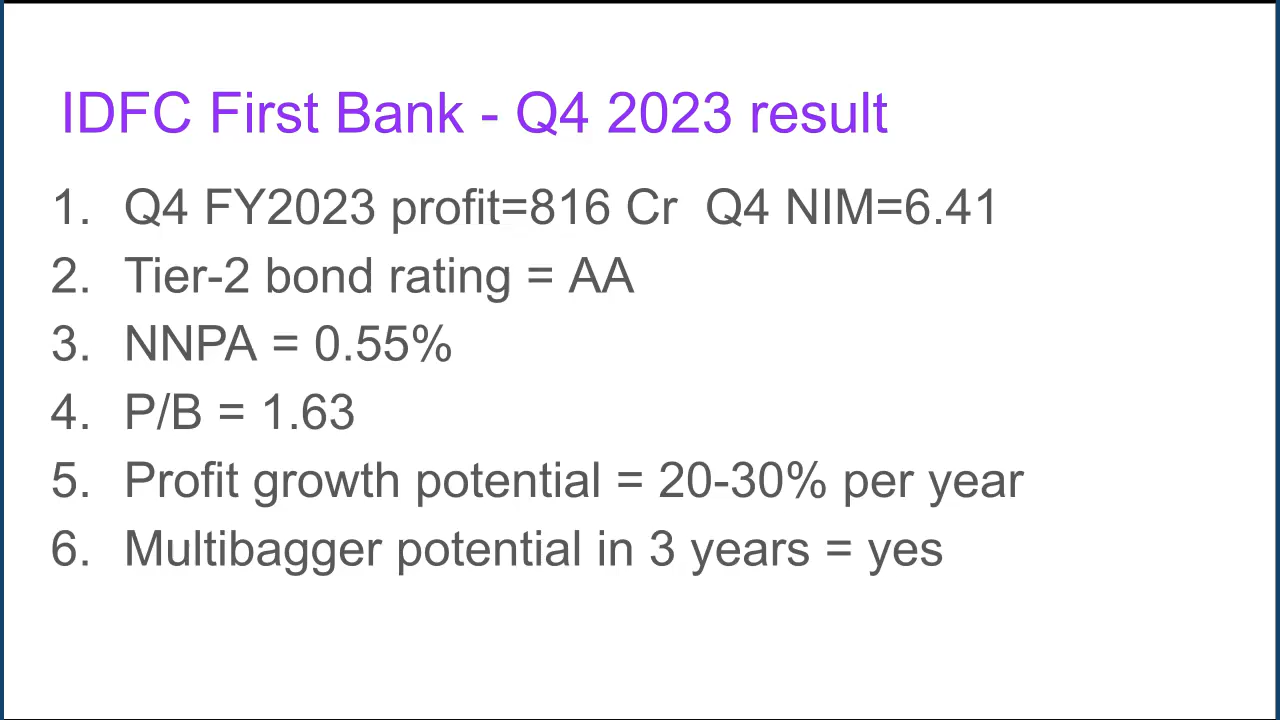 IDFC First Bank - Q4 2023 result
1. Q4 FY2023 profit=816 Cr  Q4 NIM=6.41
2. Tier-2 bond rating = AA
3. NNPA = 0.55%
4. P/B = 1.63
5. Profit growth potential = 20-30% per year
6. Multibagger potential in 3 years = yes